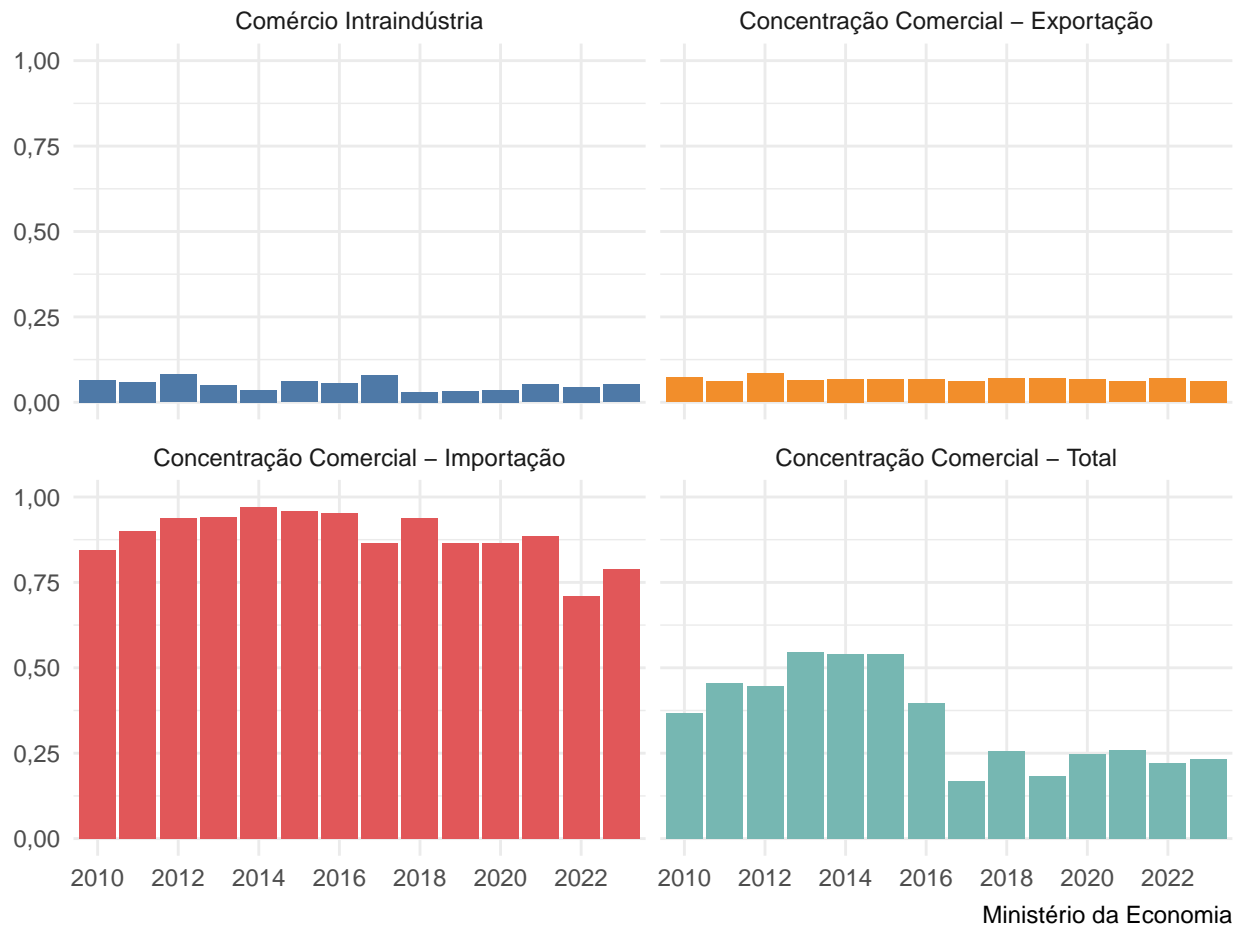 Comércio Intraindústria
Concentração Comercial – Exportação
1,00
0,75
0,50
0,25
0,00
Concentração Comercial – Importação
Concentração Comercial – Total
1,00
0,75
0,50
0,25
0,00
2010 2012 2014 2016 2018 2020 2022
2010 2012 2014 2016 2018 2020 2022
Ministério da Economia